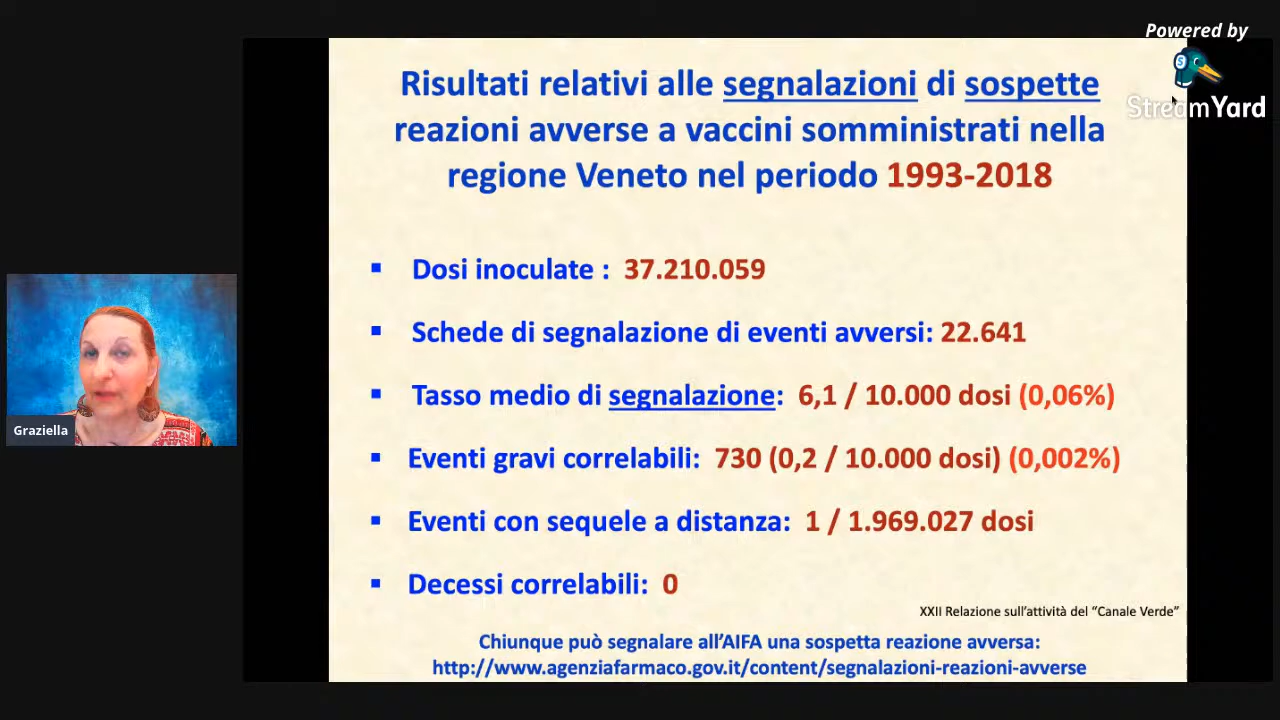 Powered by
StreamYard
Risultati relativi alle segnalazioni di sospette
reazioni avverse a vaccini somministrati nella
regione Veneto nel periodo 1993-2018
▪ Dosi inoculate : 37.210.059
▪ Schede di segnalazione di eventi avversi: 22.641
▪ Tasso medio di segnalazione: 6,1 / 10.000 dosi (0,06%)
▪ Eventi gravi correlabili: 730 (0,2 / 10.000 dosi) (0,002%)
▪ Eventi con sequele a distanza: 1 / 1.969.027 dosi
▪ Decessi correlabili: 0
XXII Relazione sull'attività del “Canale Verde”
Chiunque può segnalare all'AIFA una sospetta reazione avversa:
http://www.agenziafarmaco.gov.it/content/segnalazioni-reazioni-avverse
Graziella